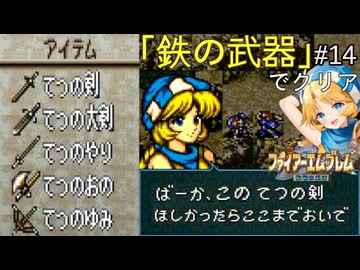 アイテム
てつの剣
てつの大剣
てつのやり
てつのおの
てつのゆみ
「鉄の武器」#14
でクリア
ファイアーエムブレム
ばーか、この てつの剣
ほしかったらここまでおいで